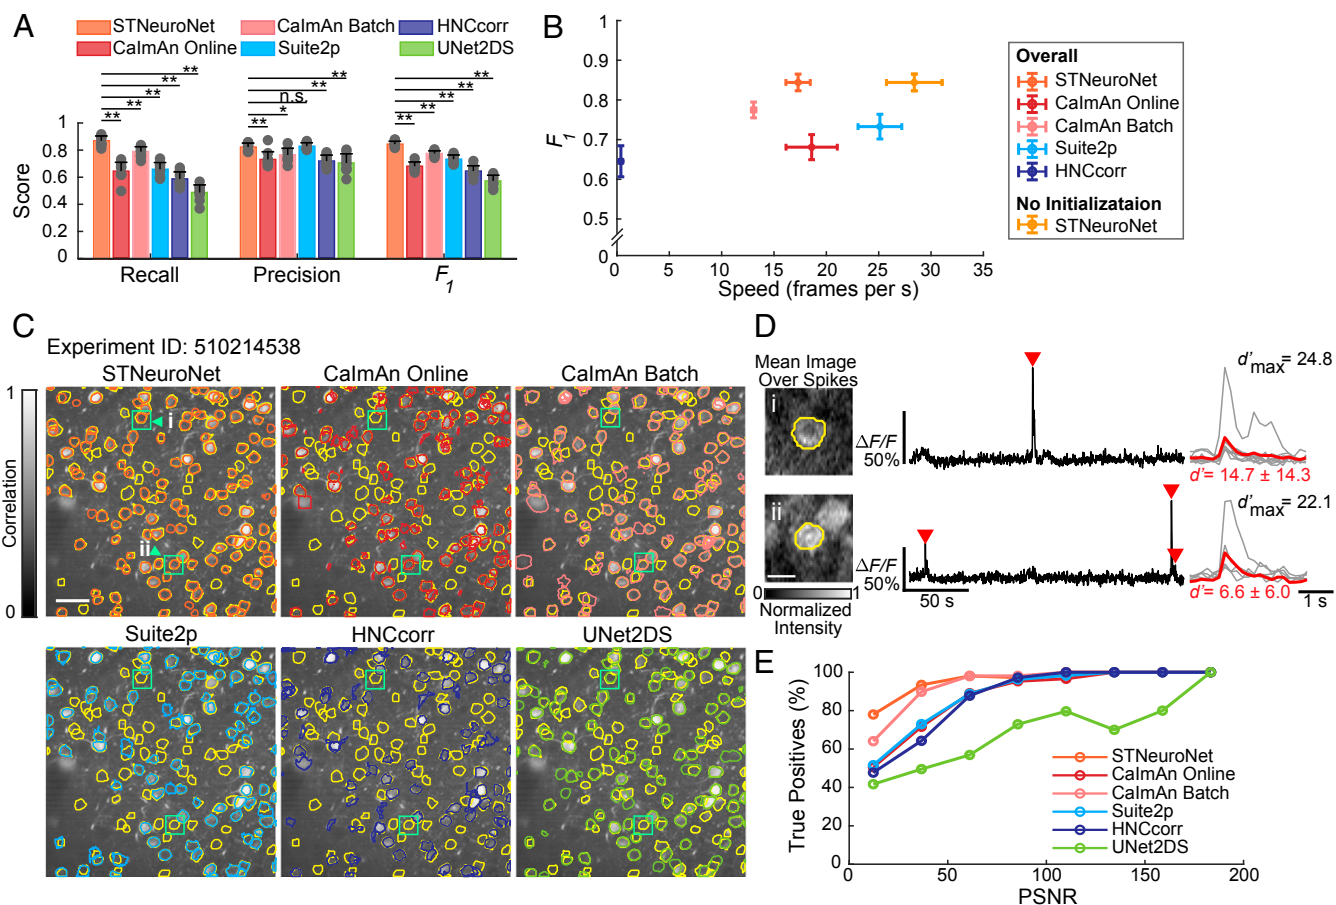 A
STNeuroNet
CaImAn Batch
HNCcorr
CaImAn Online
Suite2p
UNet2DS
** ** ** ** **
** n.s ** * **
** ** ** ** **
Score
1
0.8
0.6
0.4
0.2
0
Recall
Precision
F1
B
F1
1
0.9
0.8
0.7
0.6
0.5
0
0 5 10 15 20 25 30 35
Speed (frames per s)
Overall
STNeuroNet
CaImAn Online
CaImAn Batch
Suite2p
HNCcorr
No Initializataion
STNeuroNet
C
Experiment ID: 510214538
1
Correlation
0
STNeuroNet
CaImAn Online
CaImAn Batch
i
ii
Suite2p
HNCcorr
UNet2DS
D
Mean Image
Over Spikes
i
ΔF/F
50%
d'max= 24.8
d'= 14.7 ± 14.3
ii
ΔF/F
50%
50 s
d'max= 22.1
d'= 6.6 ± 6.0
1 s
0 1
Normalized
Intensity
E
True Positives (%)
100
80
60
40
20
0
0 50 100 150 200
PSNR
STNeuroNet
CaImAn Online
CaImAn Batch
Suite2p
HNCcorr
UNet2DS